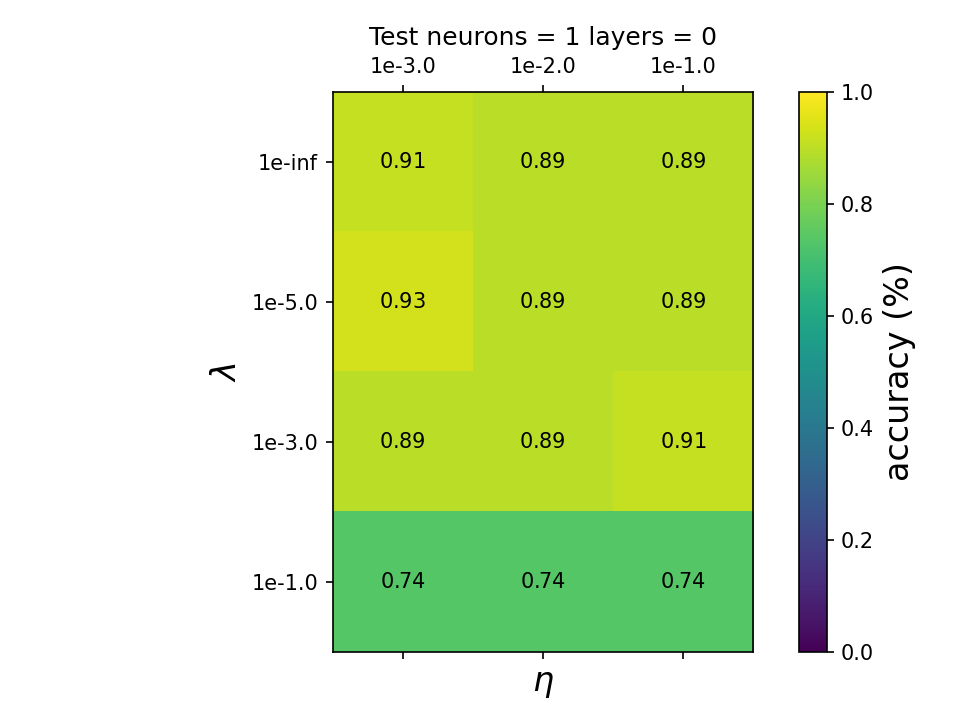 Test neurons = 1 layers = 0
1e-3.0 1e-2.0 1e-1.0
1e-inf 0.91 0.89 0.89
1e-5.0 0.93 0.89 0.89
1e-3.0 0.89 0.89 0.91
1e-1.0 0.74 0.74 0.74
λ
η
1.0
0.8
0.6
0.4
0.2
0.0
accuracy (%)